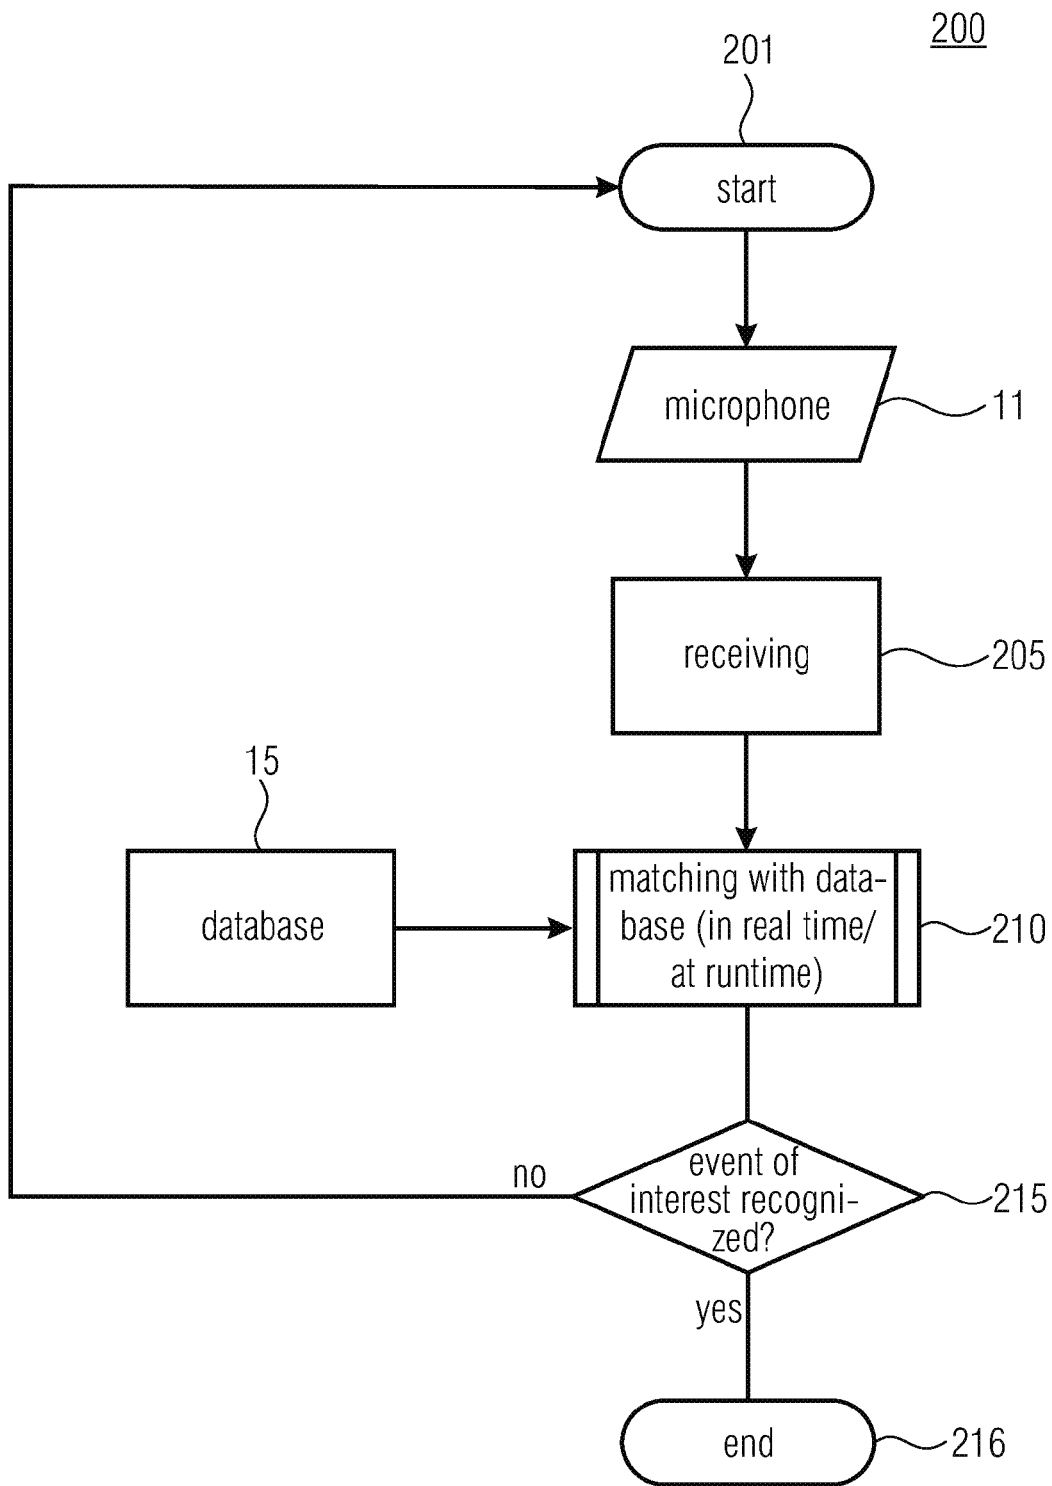 200
201
start
microphone
11
receiving
205
15
database
matching with data-
base (in real time/
at runtime)
210
no
event of
interest recogni-
zed?
215
yes
end
216